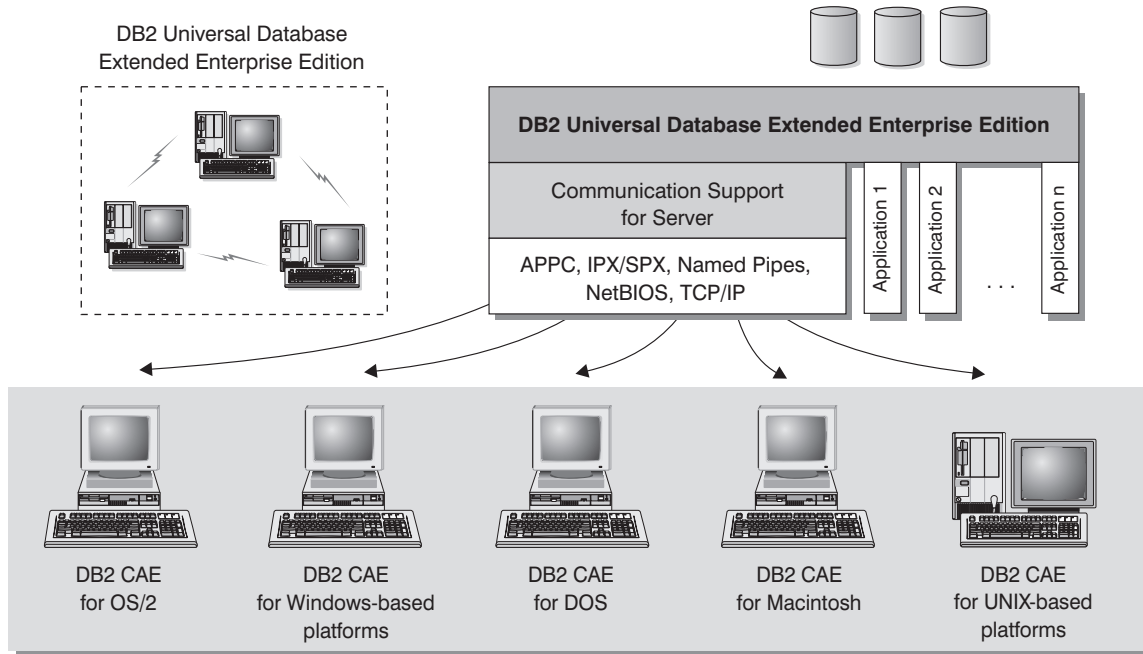 DB2 Universal Database
Extended Enterprise Edition
DB2 Universal Database Extended Enterprise Edition
Communication Support
for Server
APPC, IPX/SPX, Named Pipes,
NetBIOS, TCP/IP
Application 1
Application 2
. . .
Application n
DB2 CAE
for OS/2
DB2 CAE
for Windows-based
platforms
DB2 CAE
for DOS
DB2 CAE
for Macintosh
DB2 CAE
for UNIX-based
platforms